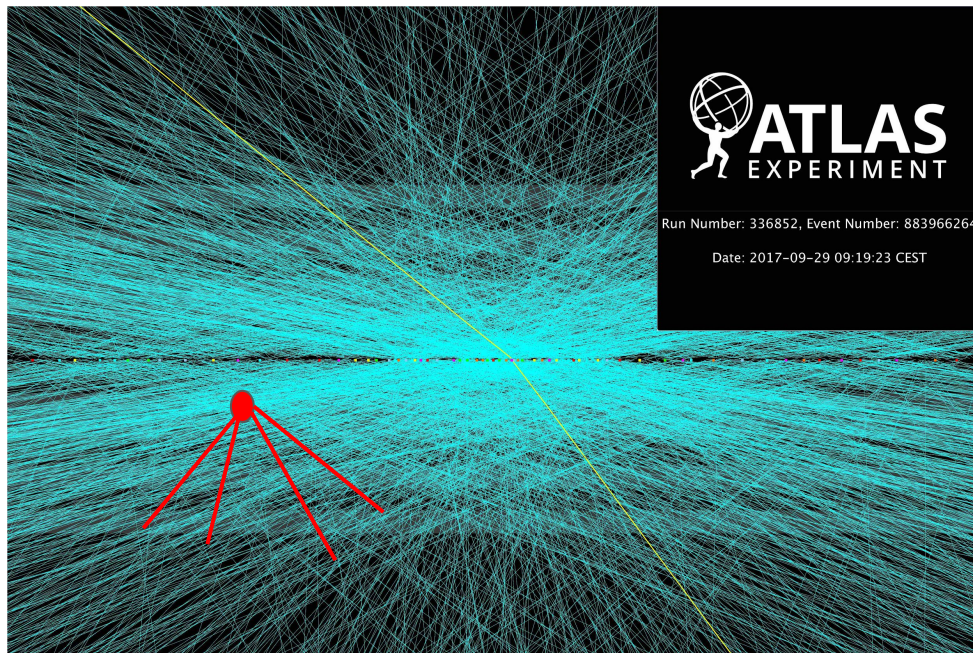 ATLAS
EXPERIMENT
Run Number: 336852, Event Number: 883966264
Date: 2017-09-29 09:19:23 CEST